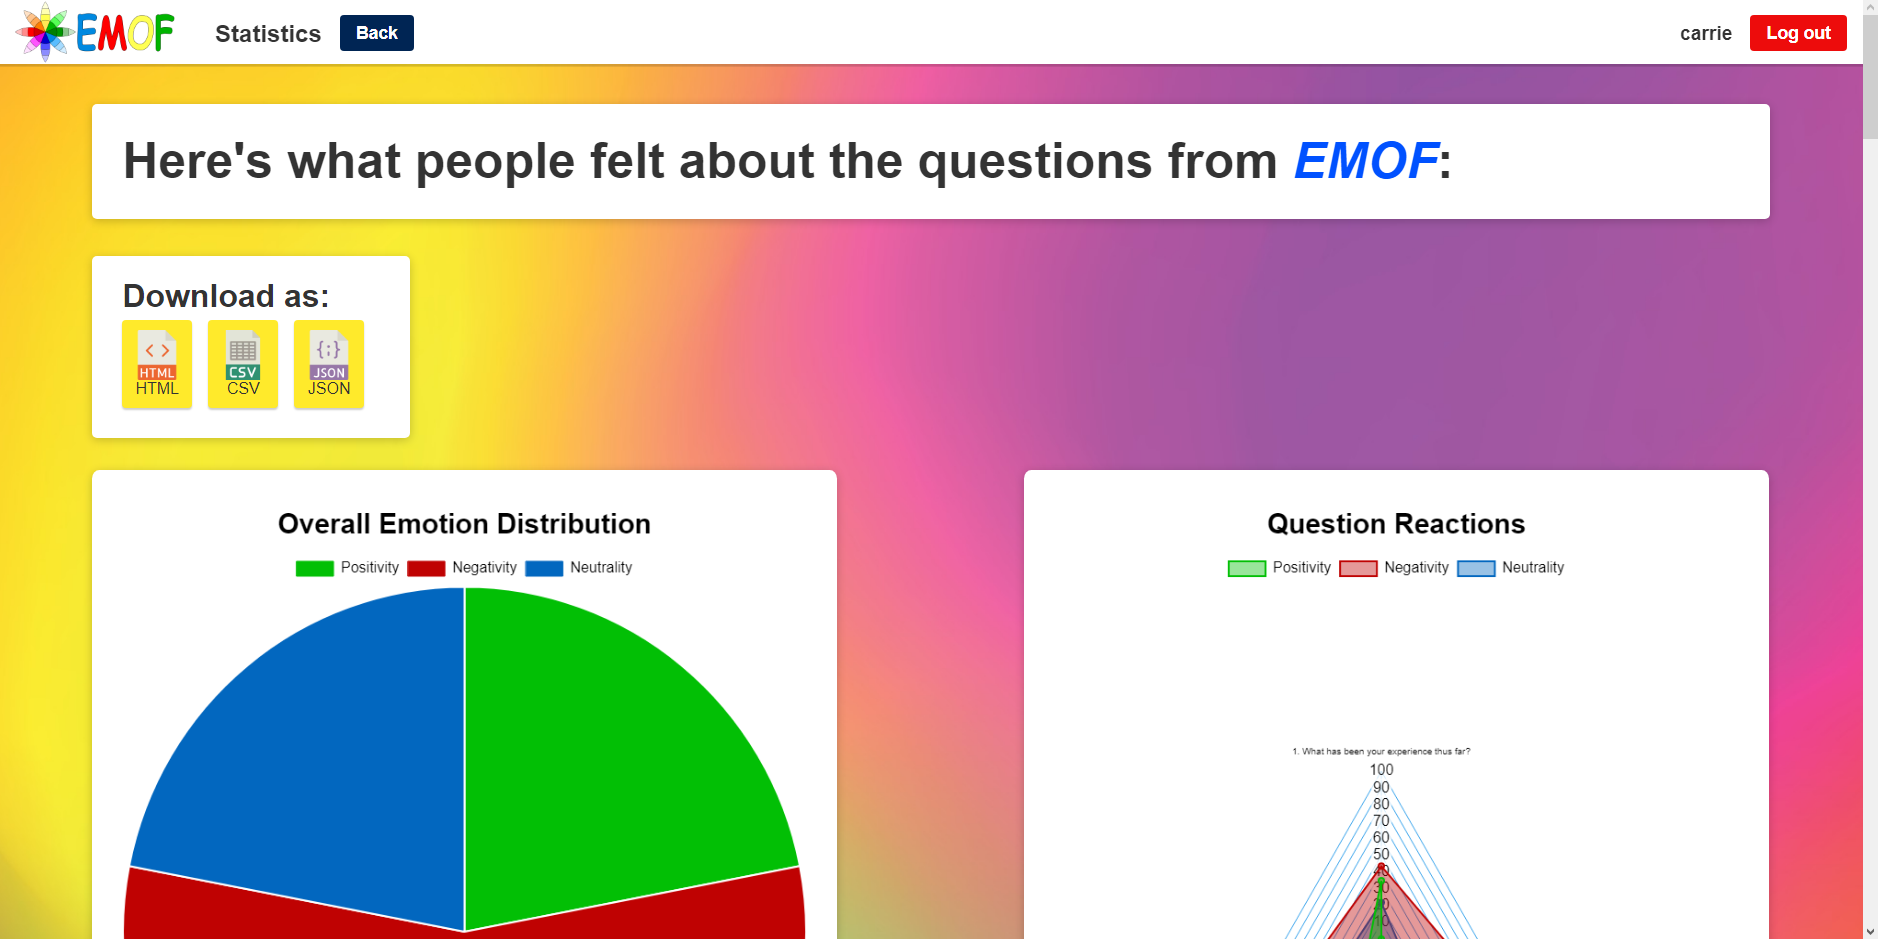 EMOF
Statistics
Back
carrie
Log out
Here's what people felt about the questions from EMOF:
Download as:
HTML
HTML
CSV
CSV
JSON
JSON
Overall Emotion Distribution
Positivity Negativity Neutrality
Question Reactions
Positivity Negativity Neutrality
1. What has been your experience thus far?
100
90
80
70
60
50
40
30
20
10